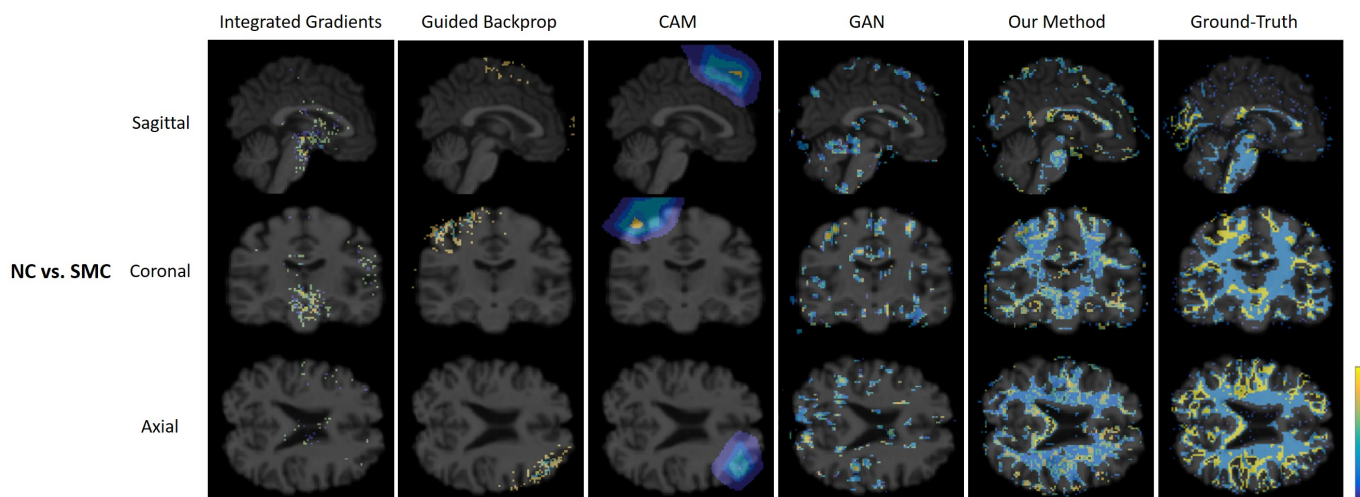 Integrated Gradients Guided Backprop CAM GAN Our Method Ground-Truth
Sagittal
NC vs. SMC Coronal
Axial